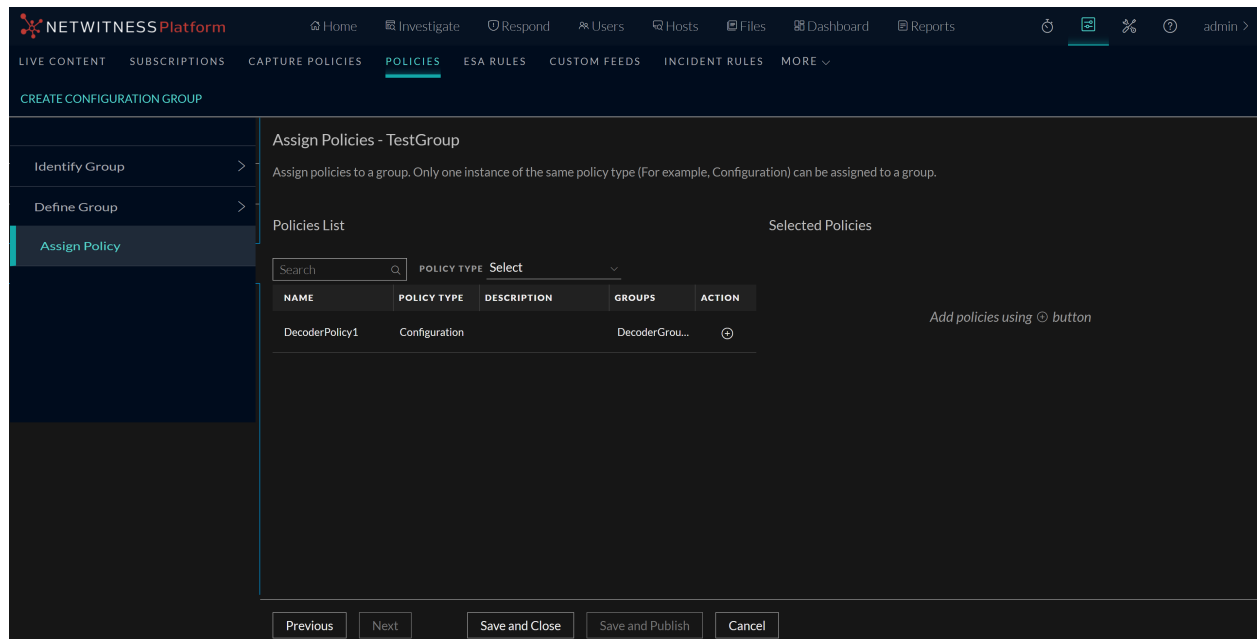 NETWITNESS Platform
Home Investigate Respond Users Hosts Files Dashboard Reports admin >
LIVE CONTENT SUBSCRIPTIONS CAPTURE POLICIES POLICIES ESA RULES CUSTOM FEEDS INCIDENT RULES MORE
CREATE CONFIGURATION GROUP
Identify Group >
Define Group >
Assign Policy
Assign Policies - TestGroup
Assign policies to a group. Only one instance of the same policy type (For example, Configuration) can be assigned to a group.
Policies List
Search POLICY TYPE Select
NAME POLICY TYPE DESCRIPTION GROUPS ACTION
DecoderPolicy1 Configuration DecoderGrou... ⊕
Selected Policies
Add policies using ⊕ button
Previous Next Save and Close Save and Publish Cancel